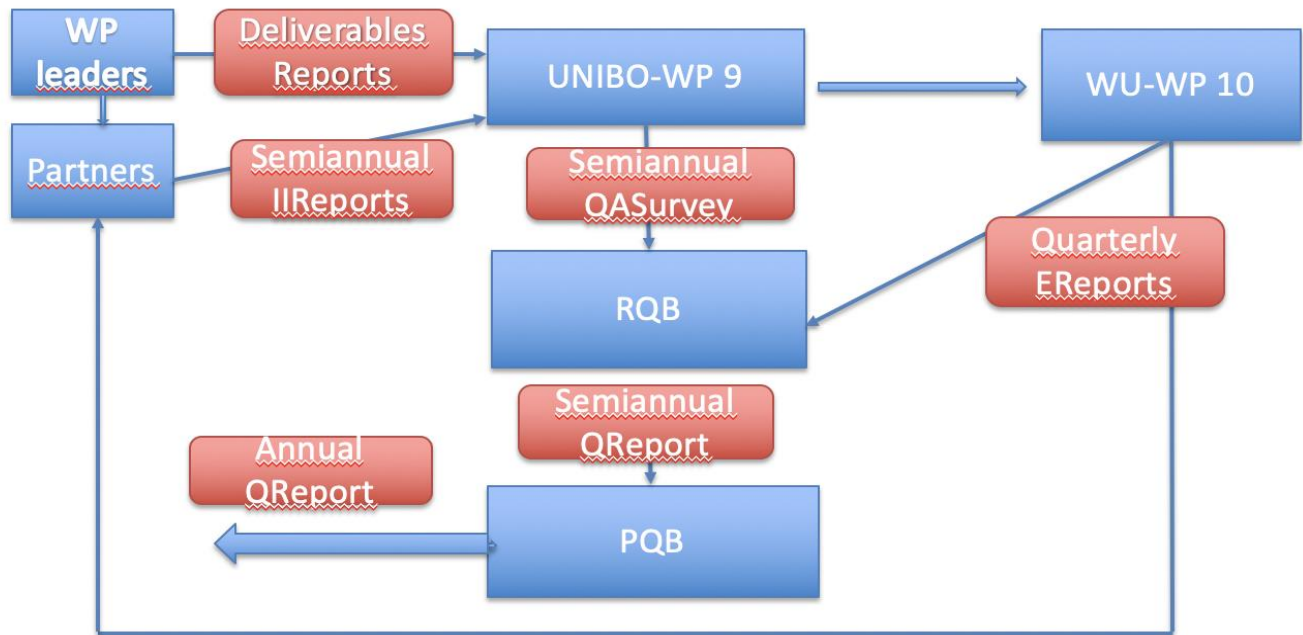 WP
leaders
Deliverables
Reports
UNIBO-WP 9
WU-WP 10
Partners
Semiannual
IIReports
Semiannual
QASurvey
Quarterly
EReports
RQB
Semiannual
QReport
Annual
QReport
PQB